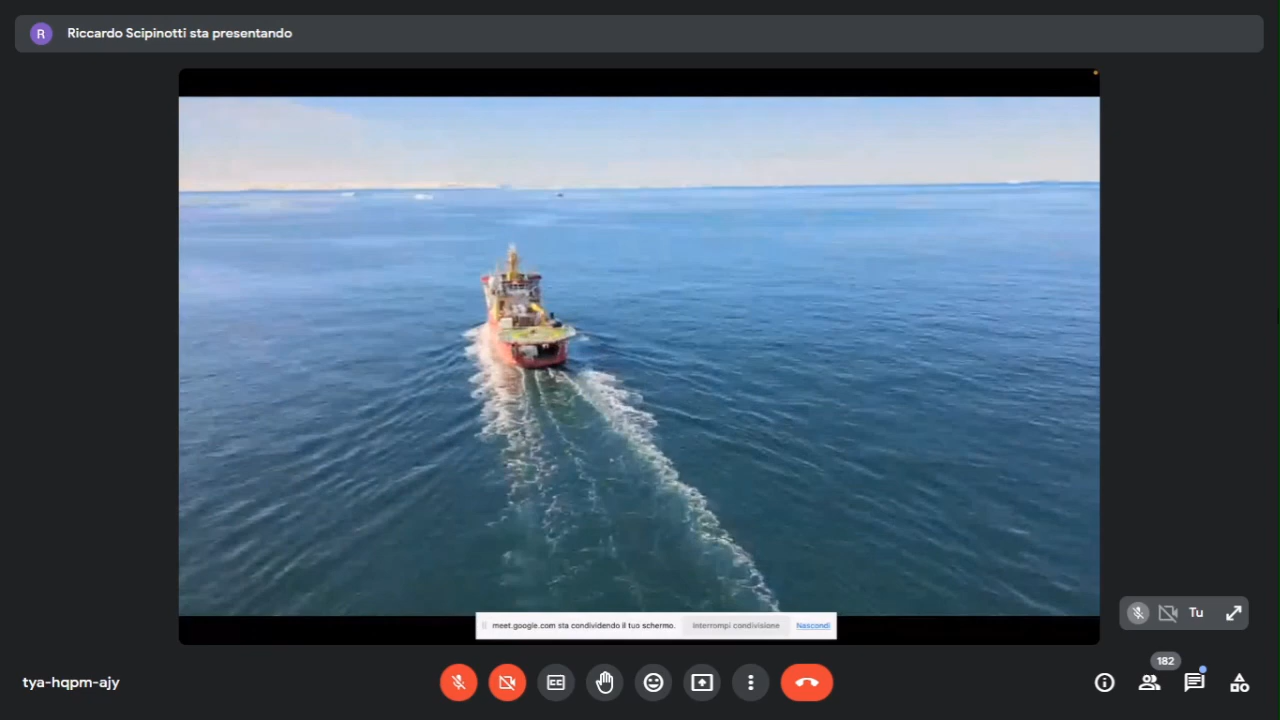 R
Riccardo Scipinotti sta presentando
meet.google.com sta condividendo il tuo schermo.
Interrompi condivisione
Nascondi
Tu
tya-hqpm-ajy
CC
182